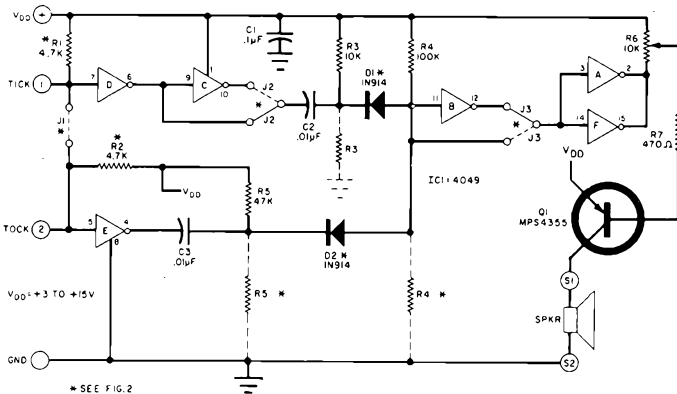 VDD +
* R1
4.7K
C1
.1µF
R3
10K
R4
100K
R6
10K
TICK 1
7 D 6
9 C 10
1
J2
*
J2
C2
.01µF
D1 *
1N914
11 B 12
J3
*
J3
3 A 2
14 F 15
J1
*
R3
R7
470Ω
*
R2
4.7K
VDD
R5
47K
IC1 = 4049
VDD
Q1
MPS4355
TOCK 2
5 E 4
8
C3
.01µF
D2 *
1N914
S1
VDD = +3 TO +15V
R5 *
R4 *
SPKR
GND
S2
* SEE FIG. 2